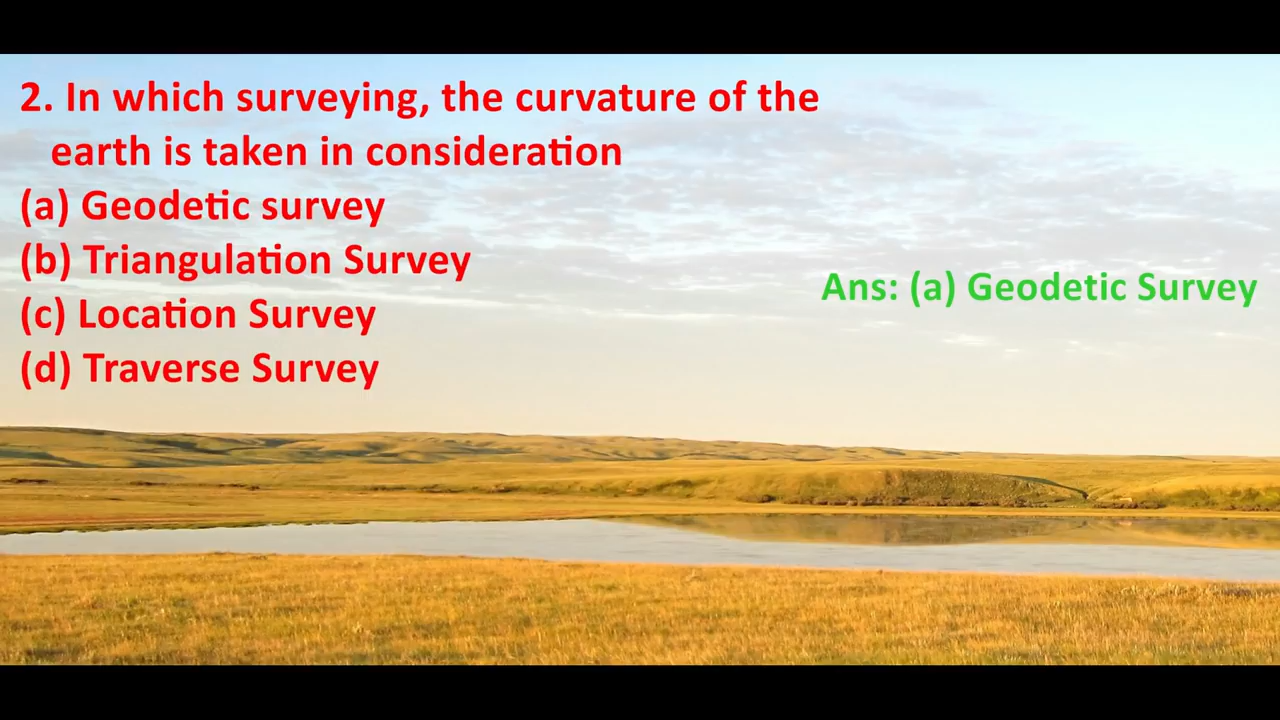 2. In which surveying, the curvature of the
earth is taken in consideration
(a) Geodetic survey
(b) Triangulation Survey
(c) Location Survey
(d) Traverse Survey
Ans: (a) Geodetic Survey